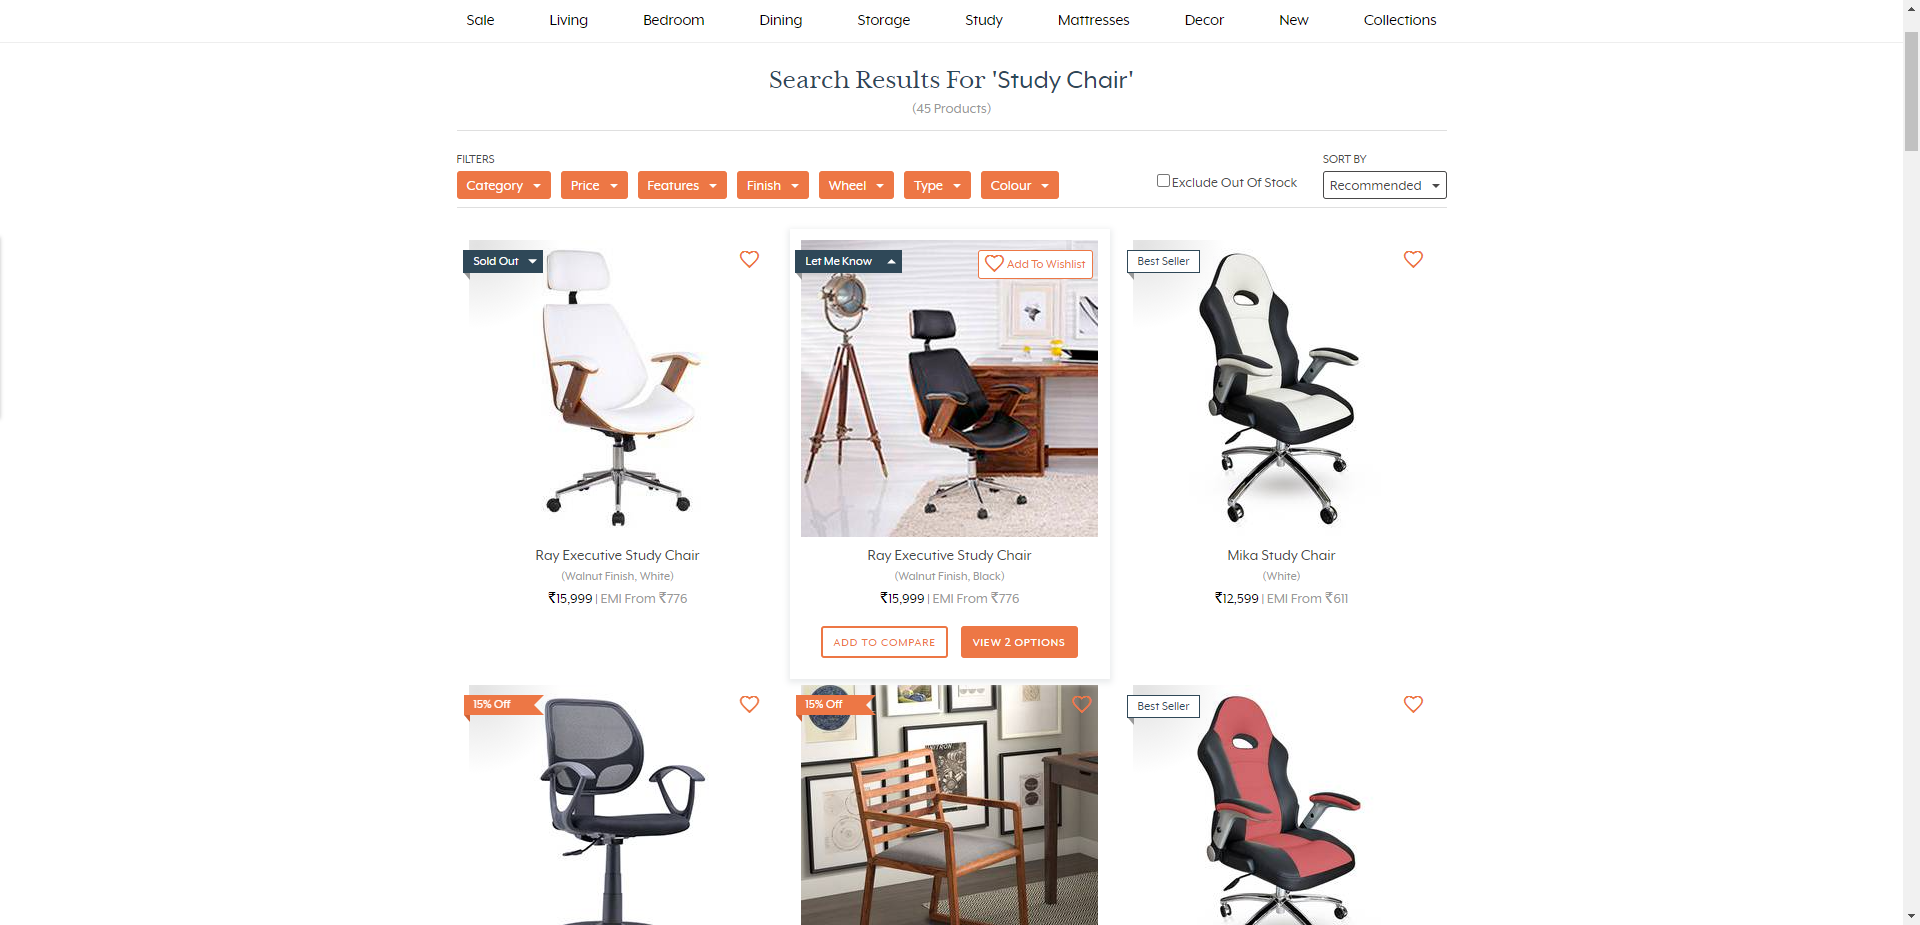 Sale Living Bedroom Dining Storage Study Mattresses Decor New Collections
Search Results For 'Study Chair'
(45 Products)
FILTERS
Category Price Features Finish Wheel Type Colour
Exclude Out Of Stock
SORT BY
Recommended
Sold Out
Let Me Know
Add To Wishlist
Best Seller
Ray Executive Study Chair
(Walnut Finish, White)
₹15,999 | EMI From ₹776
Ray Executive Study Chair
(Walnut Finish, Black)
₹15,999 | EMI From ₹776
ADD TO COMPARE
VIEW 2 OPTIONS
Mika Study Chair
(White)
₹12,599 | EMI From ₹611
15% Off
15% Off
Best Seller